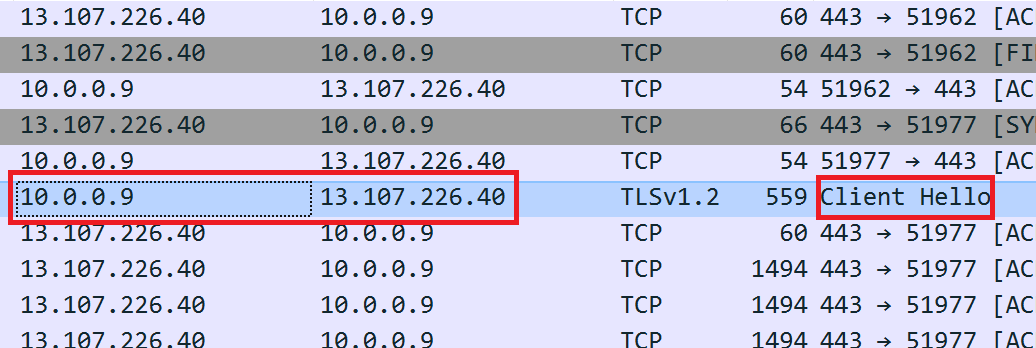 13.107.226.40 10.0.0.9 TCP 60 443 → 51962 [AC
13.107.226.40 10.0.0.9 TCP 60 443 → 51962 [FI
10.0.0.9 13.107.226.40 TCP 54 51962 → 443 [AC
13.107.226.40 10.0.0.9 TCP 66 443 → 51977 [SY
10.0.0.9 13.107.226.40 TCP 54 51977 → 443 [AC
10.0.0.9 13.107.226.40 TLSv1.2 559 Client Hello
13.107.226.40 10.0.0.9 TCP 60 443 → 51977 [AC
13.107.226.40 10.0.0.9 TCP 1494 443 → 51977 [AC
13.107.226.40 10.0.0.9 TCP 1494 443 → 51977 [AC
13.107.226.40 10.0.0.9 TCP 1494 443 → 51977 [AC